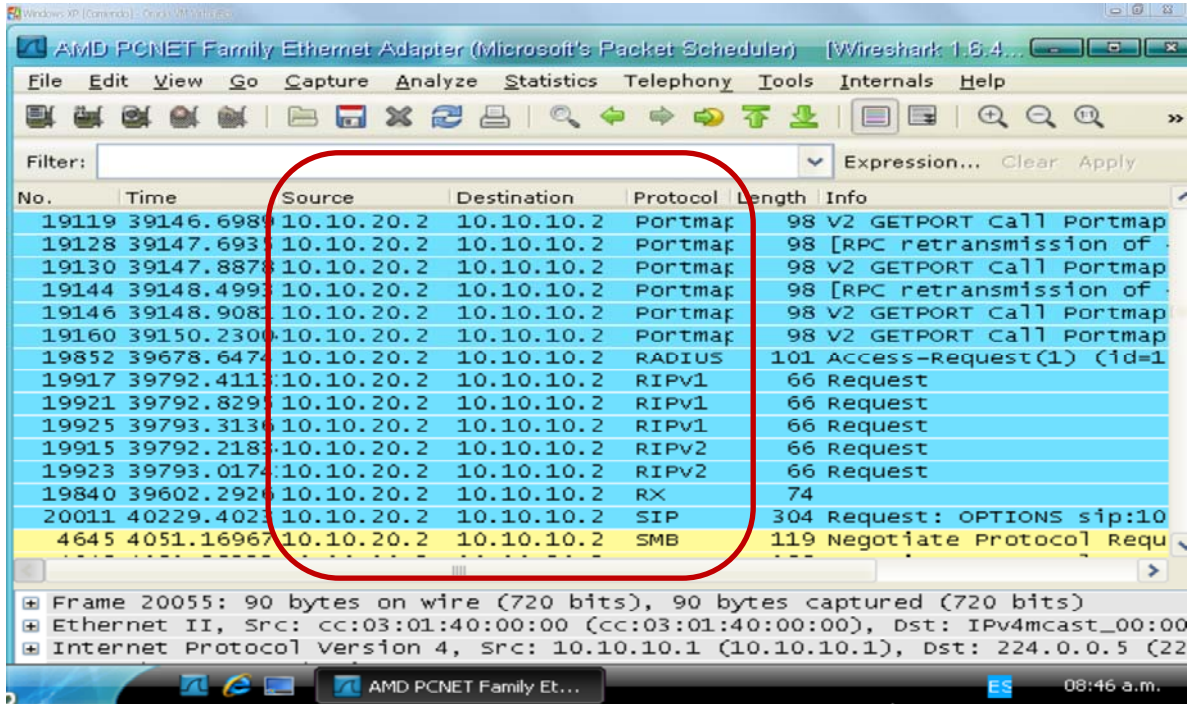 Windows XP [Corriendo] - Oracle VM VirtualBox
AMD PCNET Family Ethernet Adapter (Microsoft's Packet Scheduler) [Wireshark 1.6.4...
File Edit View Go Capture Analyze Statistics Telephony Tools Internals Help
Filter: Expression... Clear Apply
No. Time Source Destination Protocol Length Info
19119 39146.6989 10.10.20.2 10.10.10.2 Portmap 98 V2 GETPORT Call Portmap
19128 39147.693 10.10.20.2 10.10.10.2 Portmap 98 [RPC retransmission of
19130 39147.8878 10.10.20.2 10.10.10.2 Portmap 98 V2 GETPORT Call Portmap
19144 39148.499 10.10.20.2 10.10.10.2 Portmap 98 [RPC retransmission of
19146 39148.908 10.10.20.2 10.10.10.2 Portmap 98 V2 GETPORT Call Portmap
19160 39150.2300 10.10.20.2 10.10.10.2 Portmap 98 V2 GETPORT Call Portmap
19852 39678.6474 10.10.20.2 10.10.10.2 RADIUS 101 Access-Request(1) (id=1
19917 39792.411 10.10.20.2 10.10.10.2 RIPv1 66 Request
19921 39792.829 10.10.20.2 10.10.10.2 RIPv1 66 Request
19925 39793.3136 10.10.20.2 10.10.10.2 RIPv1 66 Request
19915 39792.2183 10.10.20.2 10.10.10.2 RIPv2 66 Request
19923 39793.0174 10.10.20.2 10.10.10.2 RIPv2 66 Request
19840 39602.2926 10.10.20.2 10.10.10.2 RX 74
20011 40229.402 10.10.20.2 10.10.10.2 SIP 304 Request: OPTIONS sip:10
4645 4051.16967 10.10.20.2 10.10.10.2 SMB 119 Negotiate Protocol Requ
Frame 20055: 90 bytes on wire (720 bits), 90 bytes captured (720 bits)
Ethernet II, Src: cc:03:01:40:00:00 (cc:03:01:40:00:00), Dst: IPv4mcast_00:00
Internet Protocol Version 4, Src: 10.10.10.1 (10.10.10.1), Dst: 224.0.0.5 (22
AMD PCNET Family Et... ES 08:46 a.m.